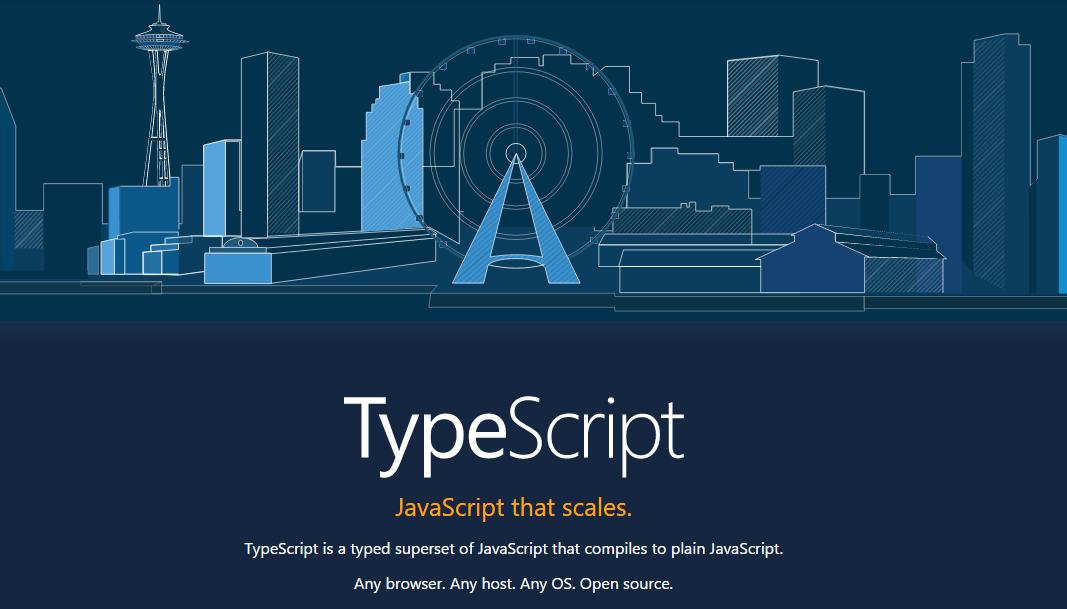 TypeScript
JavaScript that scales.
TypeScript is a typed superset of JavaScript that compiles to plain JavaScript.
Any browser. Any host. Any OS. Open source.